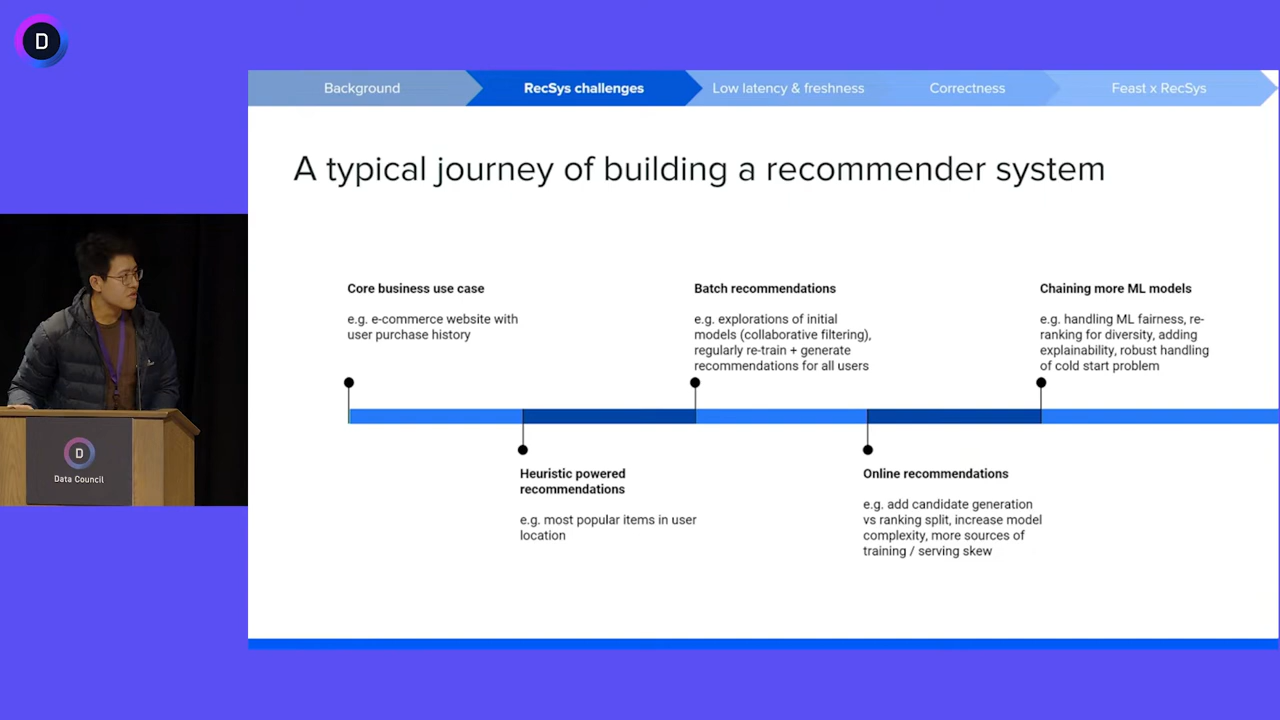 D
Background
RecSys challenges
Low latency & freshness
Correctness
Feast x RecSys
A typical journey of building a recommender system
Core business use case
e.g. e-commerce website with
user purchase history
Batch recommendations
e.g. explorations of initial
models (collaborative filtering),
regularly re-train + generate
recommendations for all users
Chaining more ML models
e.g. handling ML fairness, re-
ranking for diversity, adding
explainability, robust handling
of cold start problem
Heuristic powered
recommendations
e.g. most popular items in user
location
Online recommendations
e.g. add candidate generation
vs ranking split, increase model
complexity, more sources of
training / serving skew
D
Data Council